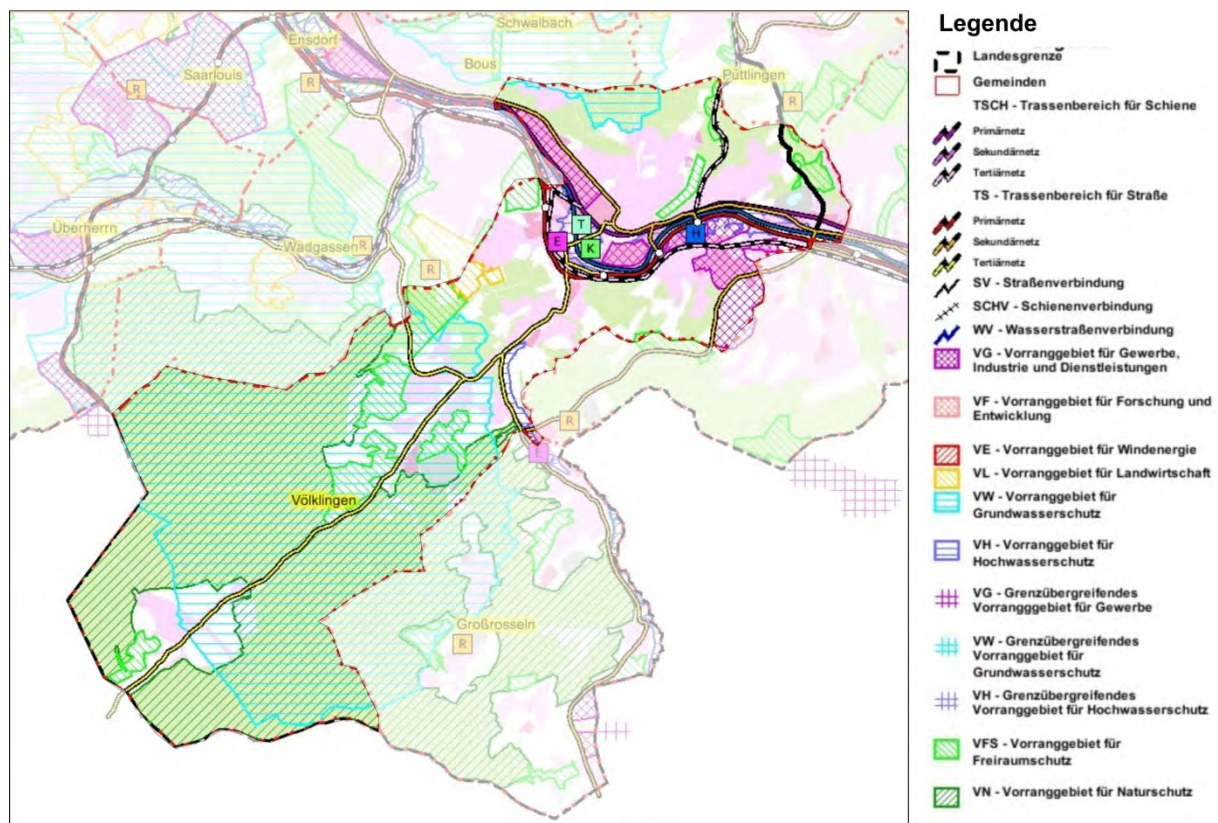 Schwalbach
Ensdorf
Bous
Saarlouis
Püttlingen
R
R
R
Überherrn
Wadgassen
R
T
E
K
H
R
R
E
Völklingen
Großrosseln
R
Legende
Landesgrenze
Gemeinden
TSCH - Trassenbereich für Schiene
Primärnetz
Sekundärnetz
Tertiärnetz
TS - Trassenbereich für Straße
Primärnetz
Sekundärnetz
Tertiärnetz
SV - Straßenverbindung
SCHV - Schienenverbindung
WV - Wasserstraßenverbindung
VG - Vorranggebiet für Gewerbe,
Industrie und Dienstleistungen
VF - Vorranggebiet für Forschung und
Entwicklung
VE - Vorranggebiet für Windenergie
VL - Vorranggebiet für Landwirtschaft
VW - Vorranggebiet für
Grundwasserschutz
VH - Vorranggebiet für
Hochwasserschutz
VG - Grenzübergreifendes
Vorrangggebiet für Gewerbe
VW - Grenzübergreifendes
Vorranggebiet für
Grundwasserschutz
VH - Grenzübergreifendes
Vorranggebiet für Hochwasserschutz
VFS - Vorranggebiet für
Freiraumschutz
VN - Vorranggebiet für Naturschutz